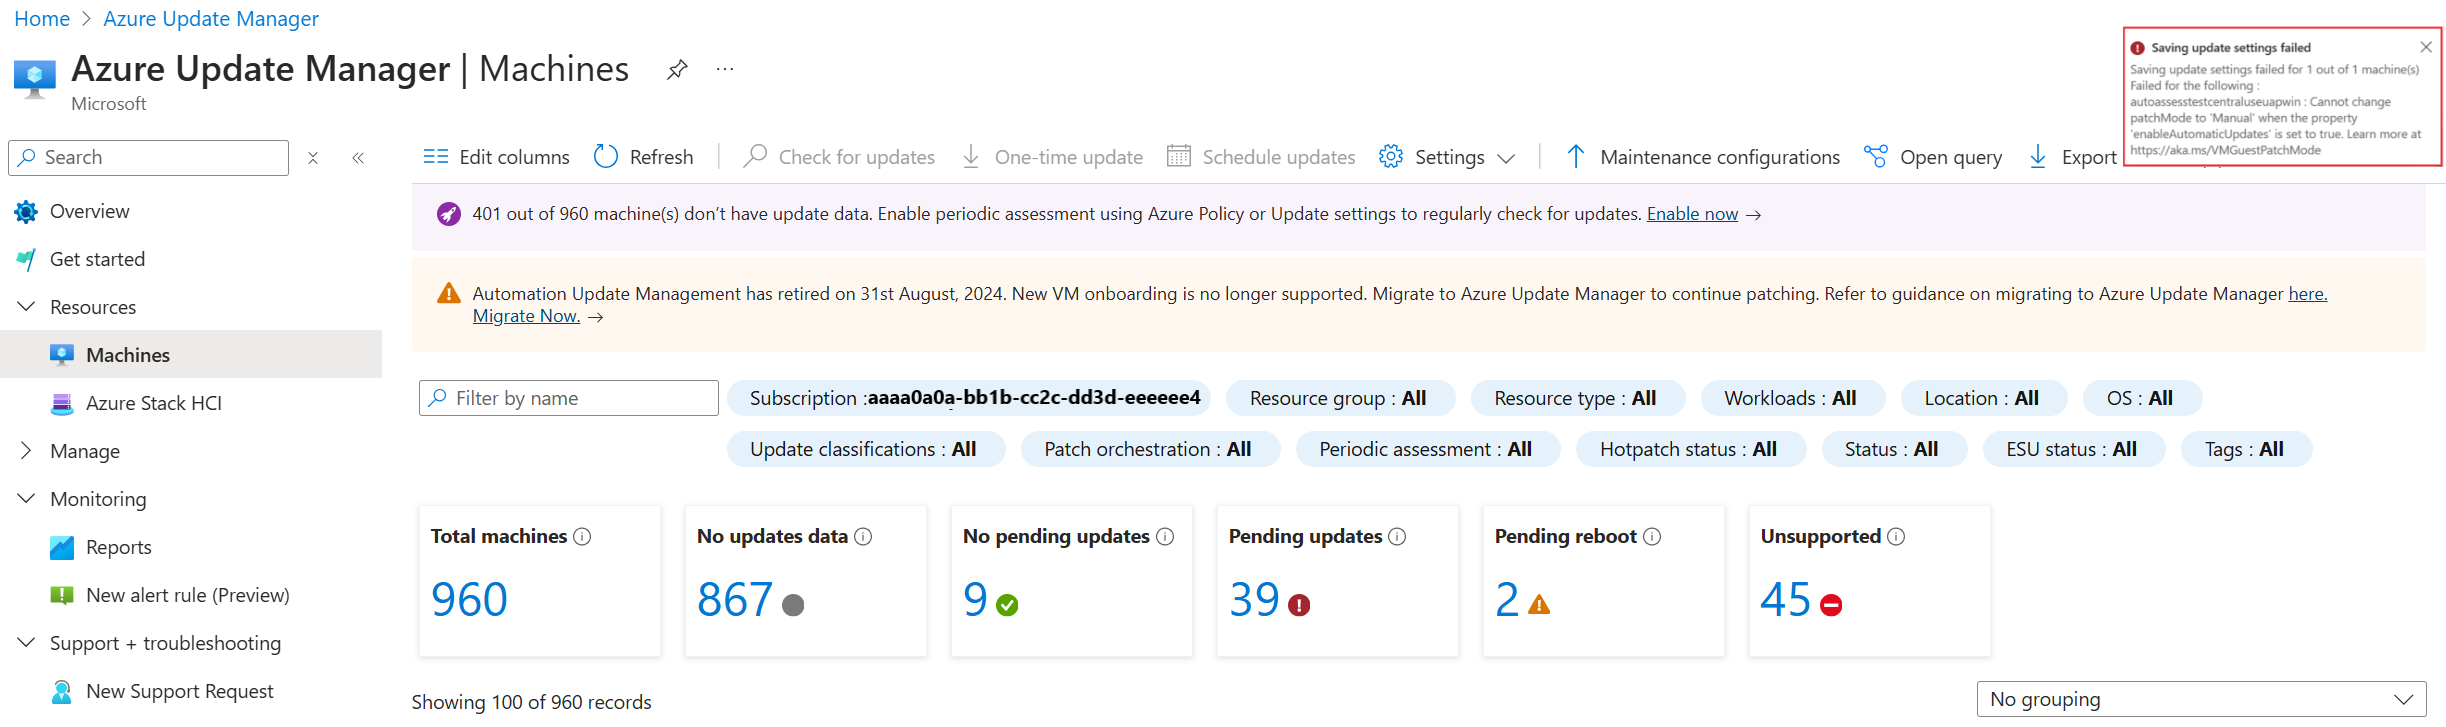 Home > Azure Update Manager
Azure Update Manager | Machines
Microsoft
Saving update settings failed
Saving update settings failed for 1 out of 1 machine(s)
Failed for the following :
autoassesstestcentraluseuapwin : Cannot change
patchMode to 'Manual' when the property
'enableAutomaticUpdates' is set to true. Learn more at
https://aka.ms/VMGuestPatchMode
Search
Overview
Get started
Resources
Machines
Azure Stack HCI
Manage
Monitoring
Reports
New alert rule (Preview)
Support + troubleshooting
New Support Request
Edit columns Refresh Check for updates One-time update Schedule updates Settings Maintenance configurations Open query Export
401 out of 960 machine(s) don't have update data. Enable periodic assessment using Azure Policy or Update settings to regularly check for updates. Enable now →
Automation Update Management has retired on 31st August, 2024. New VM onboarding is no longer supported. Migrate to Azure Update Manager to continue patching. Refer to guidance on migrating to Azure Update Manager here.
Migrate Now. →
Filter by name Subscription :aaaa0a0a-bb1b-cc2c-dd3d-eeeeee4 Resource group : All Resource type : All Workloads : All Location : All OS : All
Update classifications : All Patch orchestration : All Periodic assessment : All Hotpatch status : All Status : All ESU status : All Tags : All
Total machines
960
No updates data
867
No pending updates
9
Pending updates
39
Pending reboot
2
Unsupported
45
Showing 100 of 960 records
No grouping